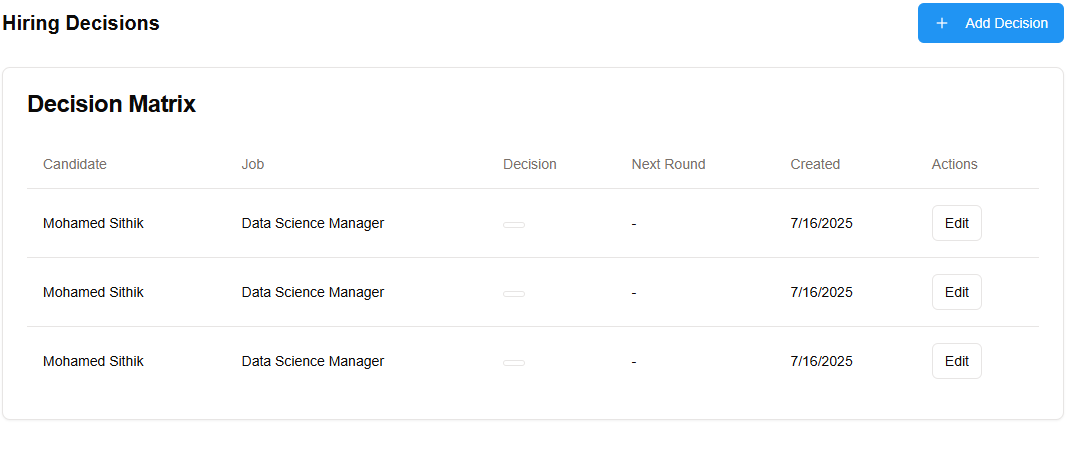 Hiring Decisions
+ Add Decision
Decision Matrix
Candidate Job Decision Next Round Created Actions
Mohamed Sithik Data Science Manager - 7/16/2025 Edit
Mohamed Sithik Data Science Manager - 7/16/2025 Edit
Mohamed Sithik Data Science Manager - 7/16/2025 Edit